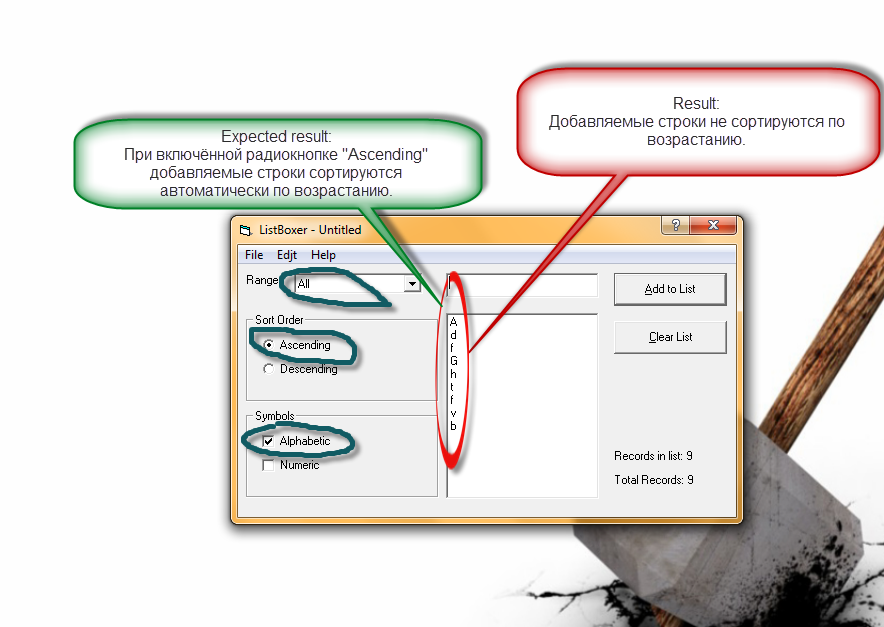 Result:
Добавляемые строки не сортируются по
возрастанию.
Expected result:
При включённой радиокнопке "Ascending"
добавляемые строки сортируются
автоматически по возрастанию.
ListBoxer - Untitled
?
File Edjt Help
Range
All
Add to List
Sort Order
Ascending
Descending
Clear List
A
d
f
G
h
t
f
v
b
Symbols
Alphabetic
Numeric
Records in list: 9
Total Records: 9